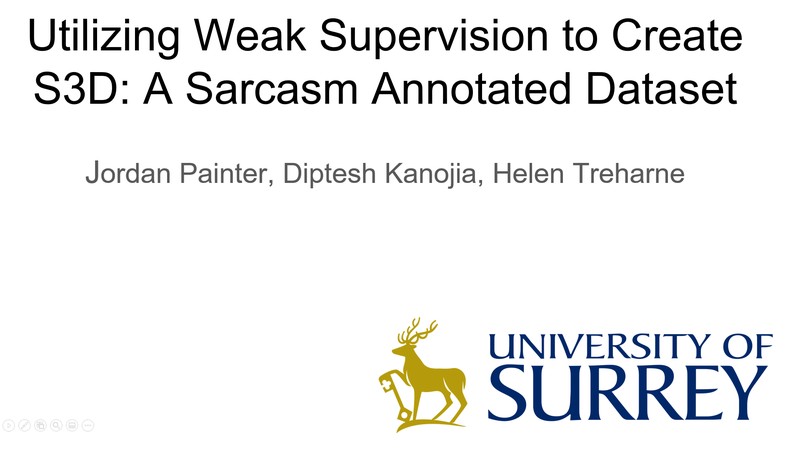 Utilizing Weak Supervision to Create
S3D: A Sarcasm Annotated Dataset
Jordan Painter, Diptesh Kanojia, Helen Treharne
UNIVERSITY OF
SURREY